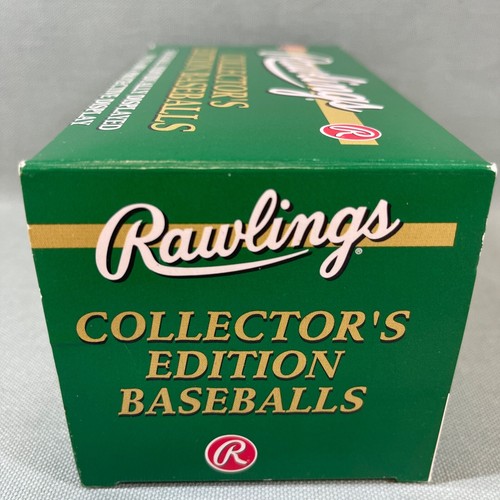 Rawlings®
COLLECTOR'S
EDITION
BASEBALLS
R
Rawlings
R
COLLECTOR'S
EDITION BASEBALLS